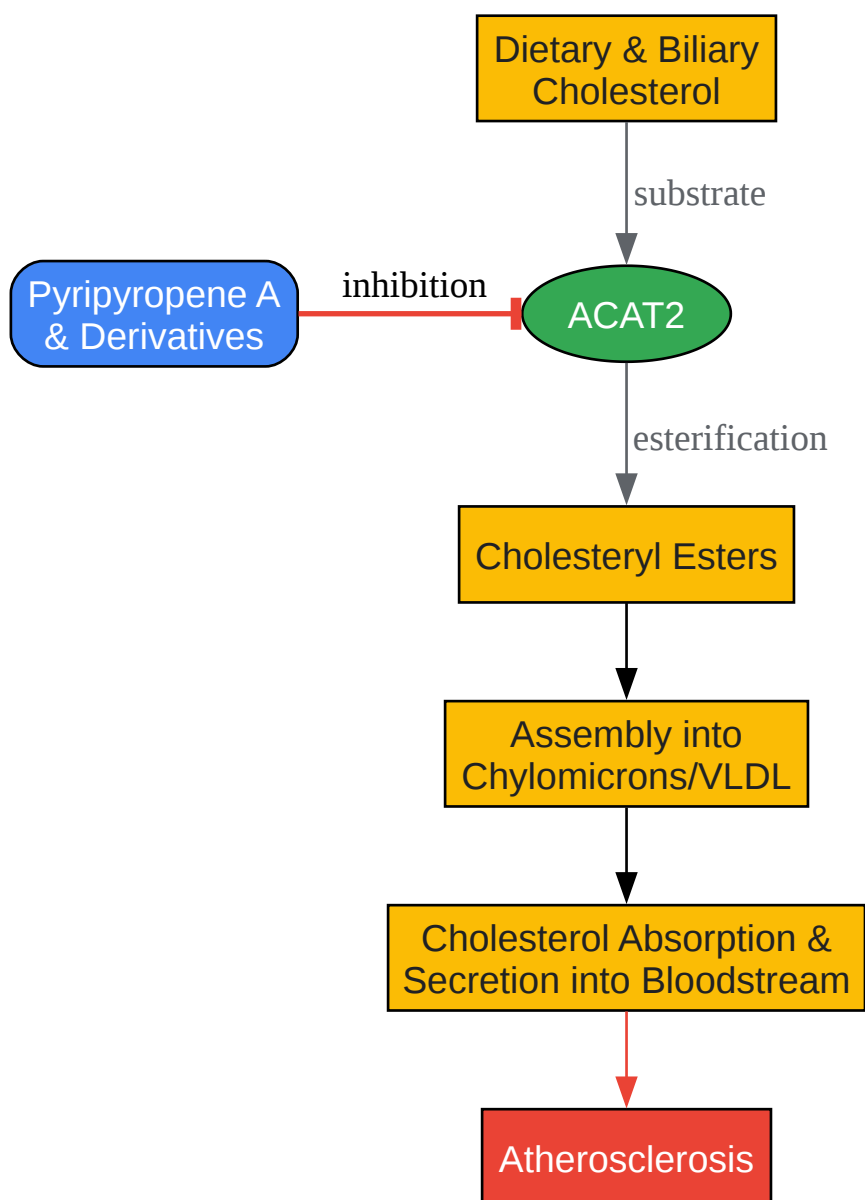 Dietary & Biliary
Cholesterol
substrate
Pyripyropene A
& Derivatives
inhibition
ACAT2
esterification
Cholesteryl Esters
Assembly into
Chylomicrons/VLDL
Cholesterol Absorption &
Secretion into Bloodstream
Atherosclerosis